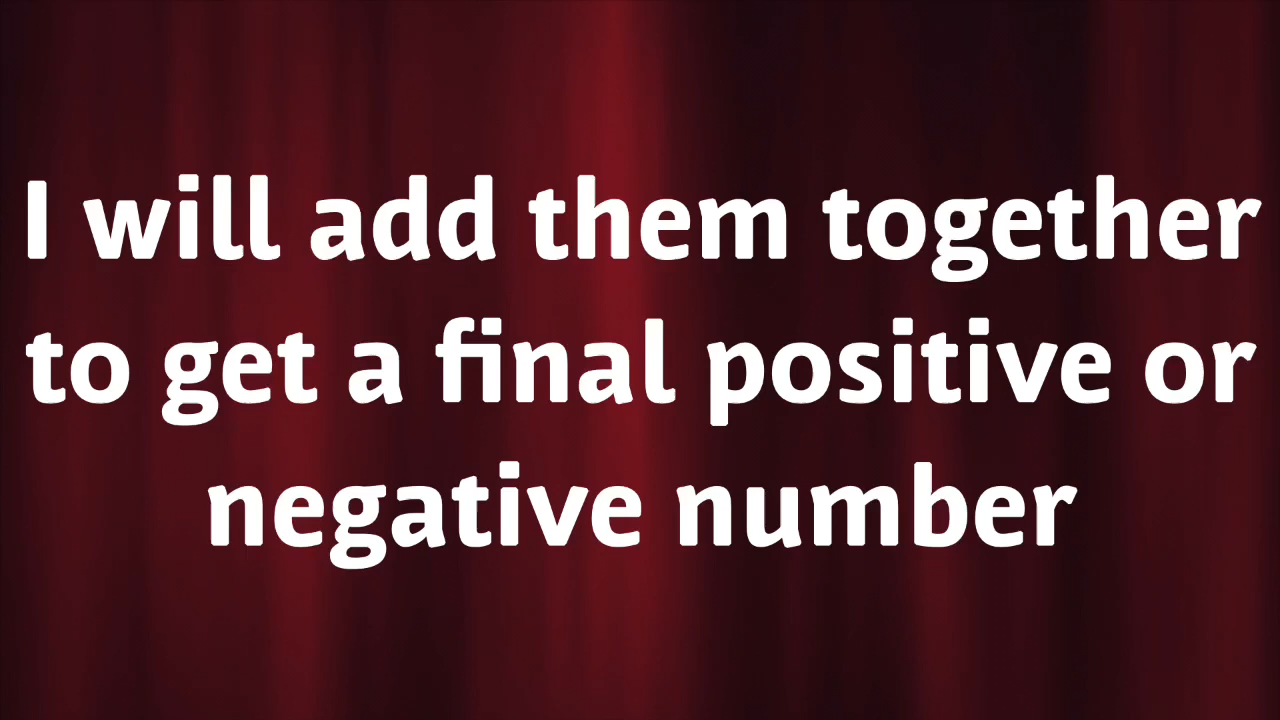 I will add them together
to get a final positive or
negative number